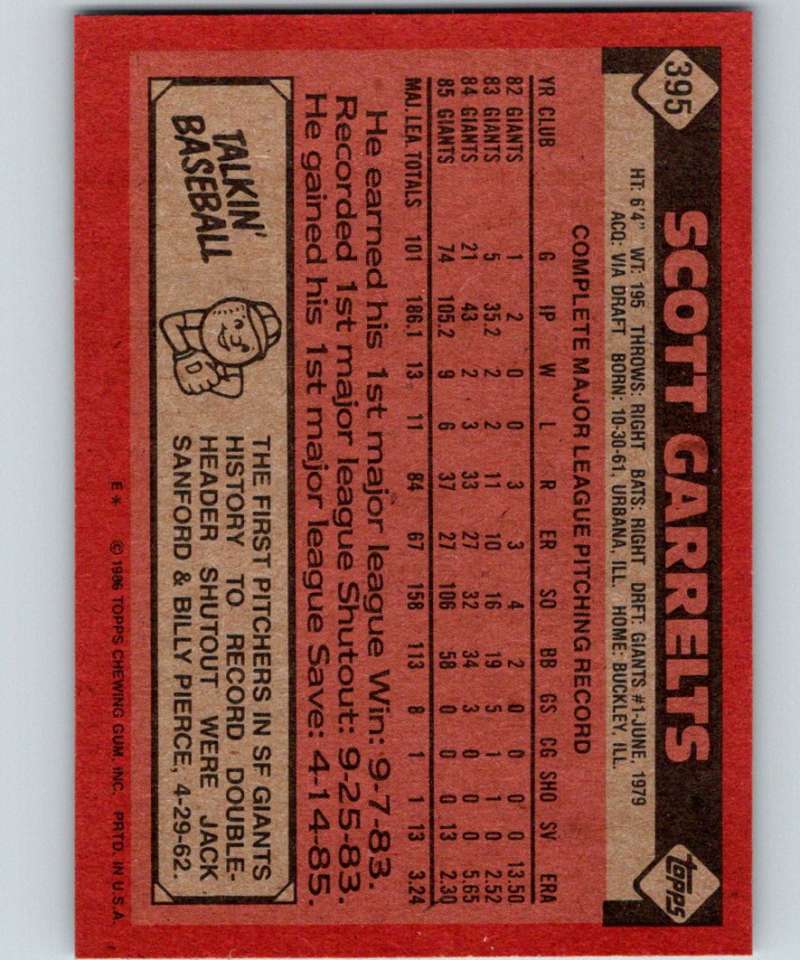 395
SCOTT GARRELTS
topps
HT: 6'4" WT: 195 THROWS: RIGHT BATS: RIGHT DRFT: GIANTS #1-JUNE, 1979
ACQ: VIA DRAFT BORN: 10-30-61, URBANA, ILL. HOME: BUCKLEY, ILL.
COMPLETE MAJOR LEAGUE PITCHING RECORD
YR CLUB G IP W L R ER SO BB GS CG SHO SV ERA
82 GIANTS 1 2 0 0 3 3 4 2 0 0 0 0 13.50
83 GIANTS 5 35.2 2 2 11 10 16 19 5 1 1 0 2.52
84 GIANTS 21 43 2 3 33 27 32 34 3 0 0 0 5.65
85 GIANTS 74 105.2 9 6 37 27 106 58 0 0 0 13 2.30
MAJ. LEA. TOTALS 101 186.1 13 11 84 67 158 113 8 1 1 13 3.24
He earned his 1st major league Win: 9-7-83.
Recorded 1st major league Shutout: 9-25-83.
He gained his 1st major league Save: 4-14-85.
TALKIN'
BASEBALL
THE FIRST PITCHERS IN SF GIANTS
HISTORY TO RECORD DOUBLE-
HEADER SHUTOUT WERE JACK
SANFORD & BILLY PIERCE, 4-29-62.
E* © 1986 TOPPS CHEWING GUM, INC. PRTD. IN U.S.A.